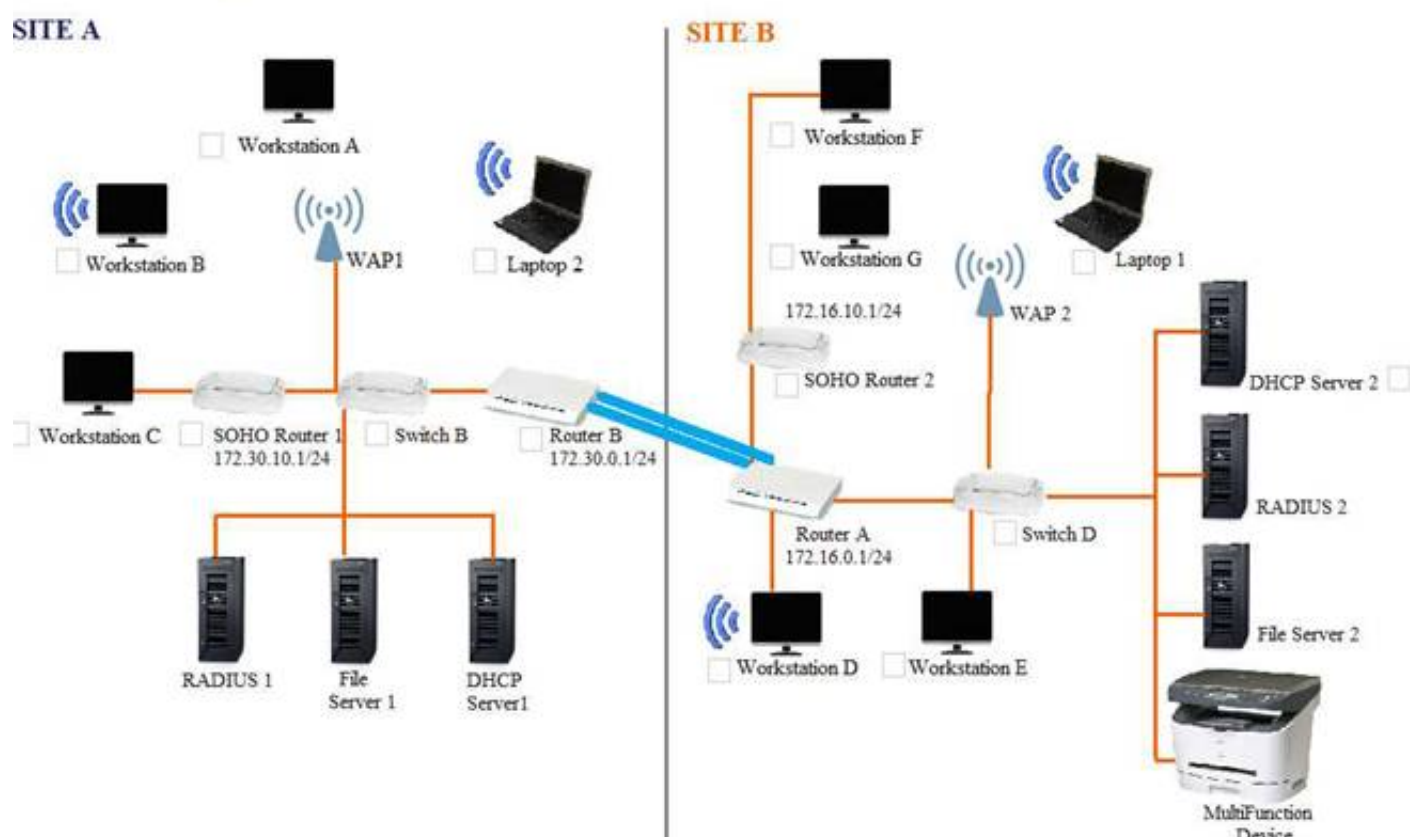 SITE A
SITE B
Workstation A
Workstation F
Workstation B
WAP1
Laptop 2
Workstation G
Laptop 1
172.16.10.1/24
WAP 2
SOHO Router 2
DHCP Server 2
Workstation C
SOHO Router 1
172.30.10.1/24
Switch B
Router B
172.30.0.1/24
RADIUS 2
Router A
172.16.0.1/24
Switch D
File Server 2
Workstation D
Workstation E
RADIUS 1
File
Server 1
DHCP
Server1
MultiFunction
Device